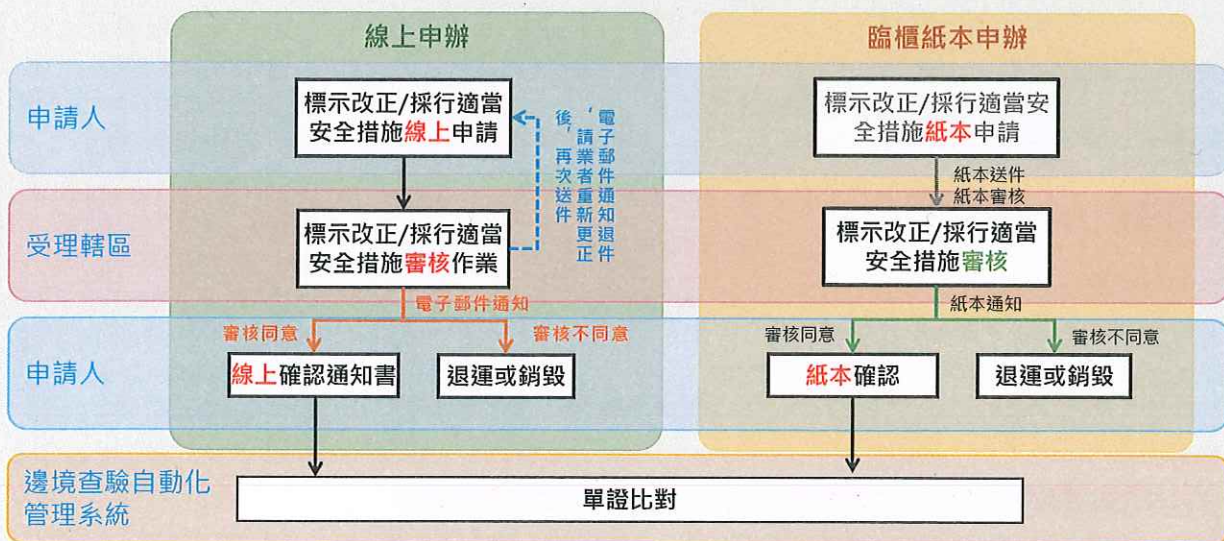 線上申辦
臨櫃紙本申辦
申請人
標示改正/採行適當
安全措施線上申請
電子郵件通知退件
，請業者重新更正
後，再次送件
標示改正/採行適當安
全措施紙本申請
紙本送件
紙本審核
受理轄區
標示改正/採行適當
安全措施審核作業
標示改正/採行適當
安全措施審核
電子郵件通知
紙本通知
審核同意
審核不同意
審核同意
審核不同意
申請人
線上確認通知書
退運或銷毀
紙本確認
退運或銷毀
邊境查驗自動化
管理系統
單證比對